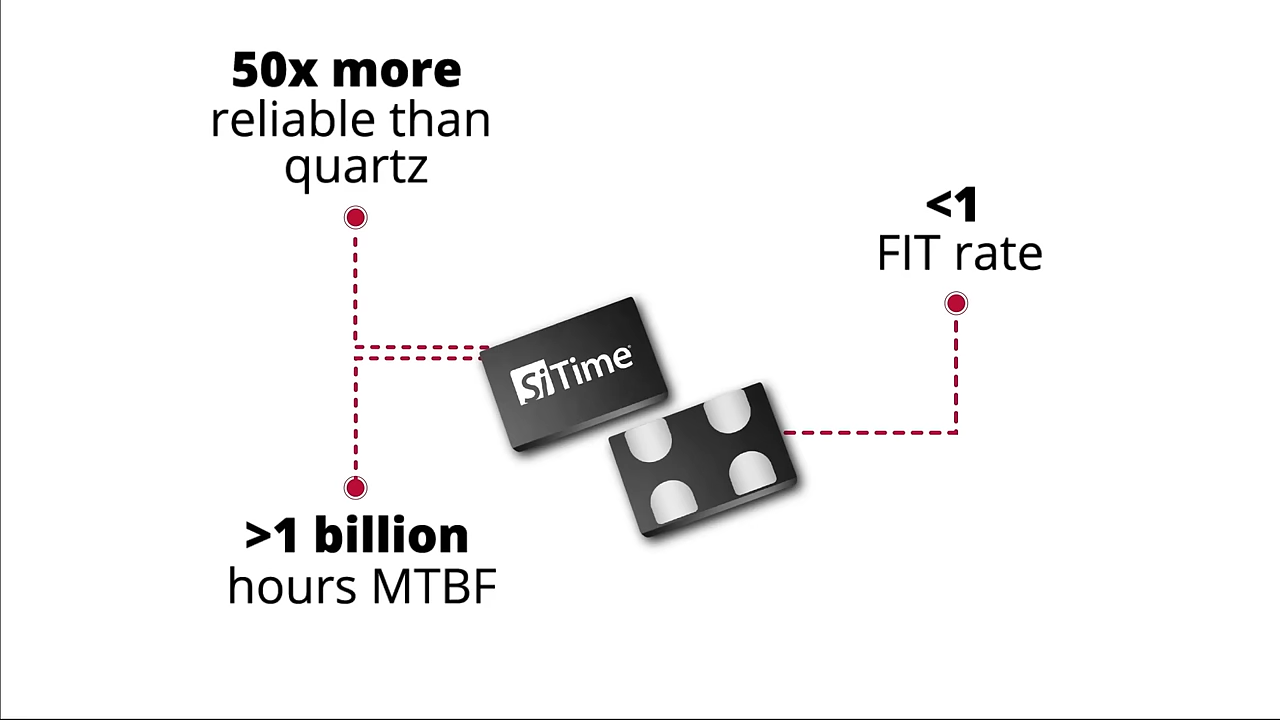 50x more
reliable than
quartz
<1
FIT rate
SiTime
>1 billion
hours MTBF